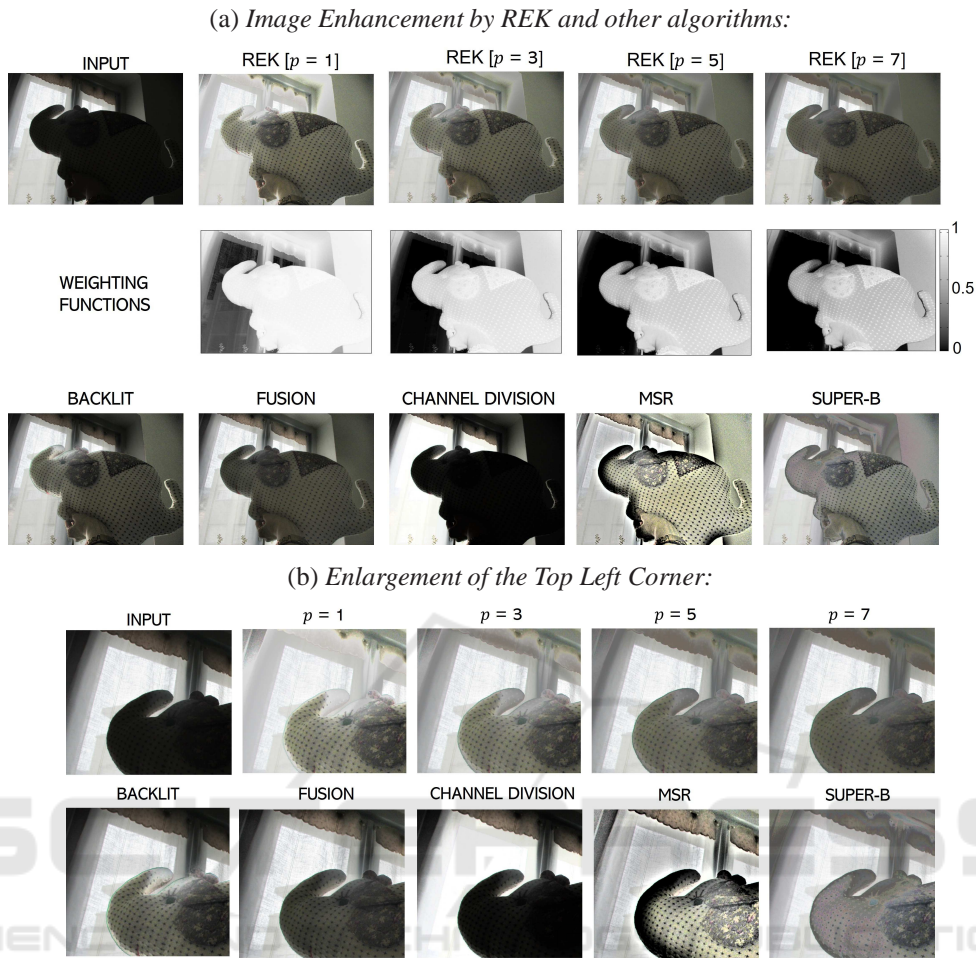 (a) Image Enhancement by REK and other algorithms:
INPUT REK [p = 1] REK [p = 3] REK [p = 5] REK [p = 7]
WEIGHTING
FUNCTIONS
1
0.5
0
BACKLIT FUSION CHANNEL DIVISION MSR SUPER-B
(b) Enlargement of the Top Left Corner:
INPUT p = 1 p = 3 p = 5 p = 7
BACKLIT FUSION CHANNEL DIVISION MSR SUPER-B